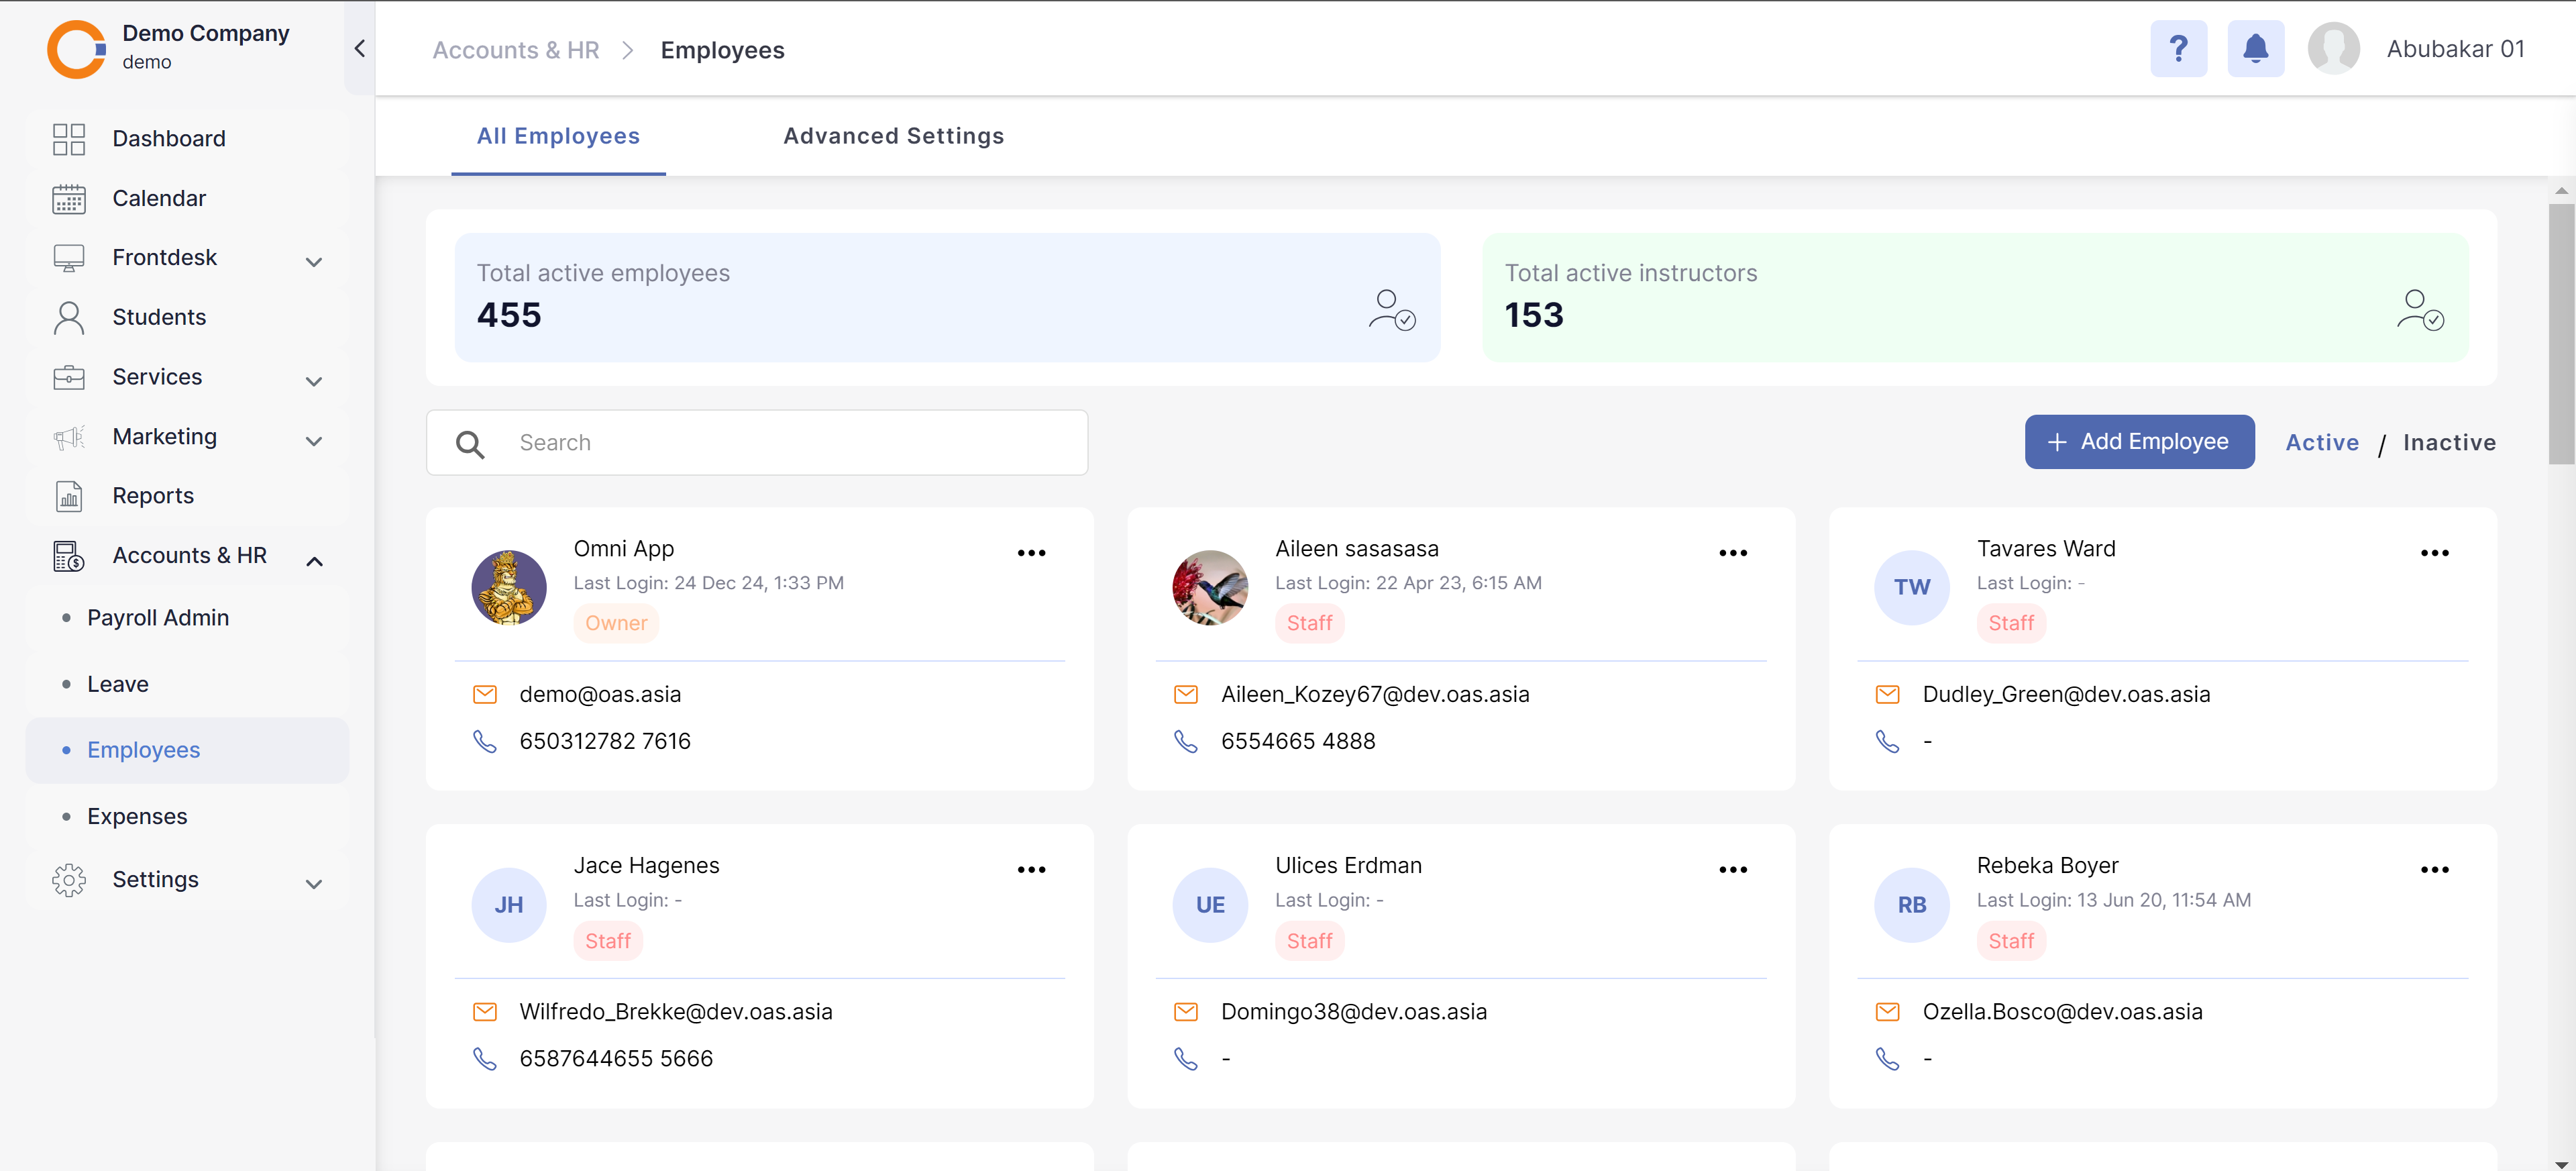 Demo Company
demo
Dashboard
Calendar
Frontdesk
Students
Services
Marketing
Reports
Accounts & HR
Payroll Admin
Leave
Employees
Expenses
Settings
Accounts & HR > Employees
? Abubakar 01
All Employees Advanced Settings
Total active employees
455
Total active instructors
153
Search
+ Add Employee Active / Inactive
Omni App
Last Login: 24 Dec 24, 1:33 PM
Owner
demo@oas.asia
650312782 7616
Aileen sasasasa
Last Login: 22 Apr 23, 6:15 AM
Staff
Aileen_Kozey67@dev.oas.asia
6554665 4888
TW
Tavares Ward
Last Login: -
Staff
Dudley_Green@dev.oas.asia
-
JH
Jace Hagenes
Last Login: -
Staff
Wilfredo_Brekke@dev.oas.asia
6587644655 5666
UE
Ulices Erdman
Last Login: -
Staff
Domingo38@dev.oas.asia
-
RB
Rebeka Boyer
Last Login: 13 Jun 20, 11:54 AM
Staff
Ozella.Bosco@dev.oas.asia
-